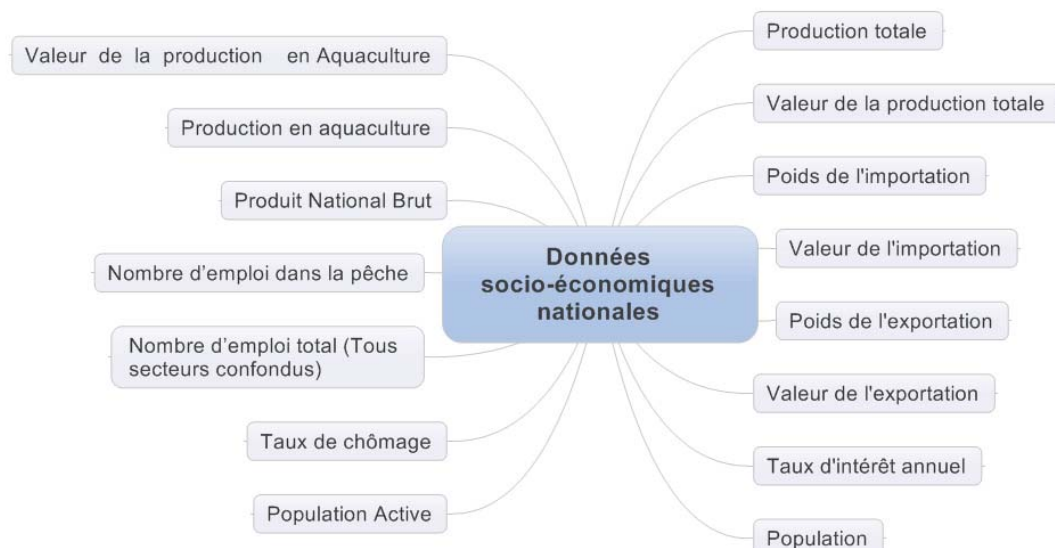 Données
socio-économiques
nationales
Production totale
Valeur de la production totale
Poids de l'importation
Valeur de l'importation
Poids de l'exportation
Valeur de l'exportation
Taux d'intérêt annuel
Population
Valeur de la production en Aquaculture
Production en aquaculture
Produit National Brut
Nombre d'emploi dans la pêche
Nombre d'emploi total (Tous
secteurs confondus)
Taux de chômage
Population Active